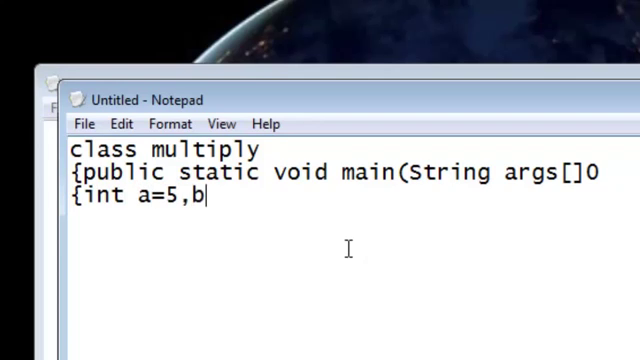 Untitled - Notepad
File Edit Format View Help
class multiply
{public static void main(String args[]0
{int a=5,b